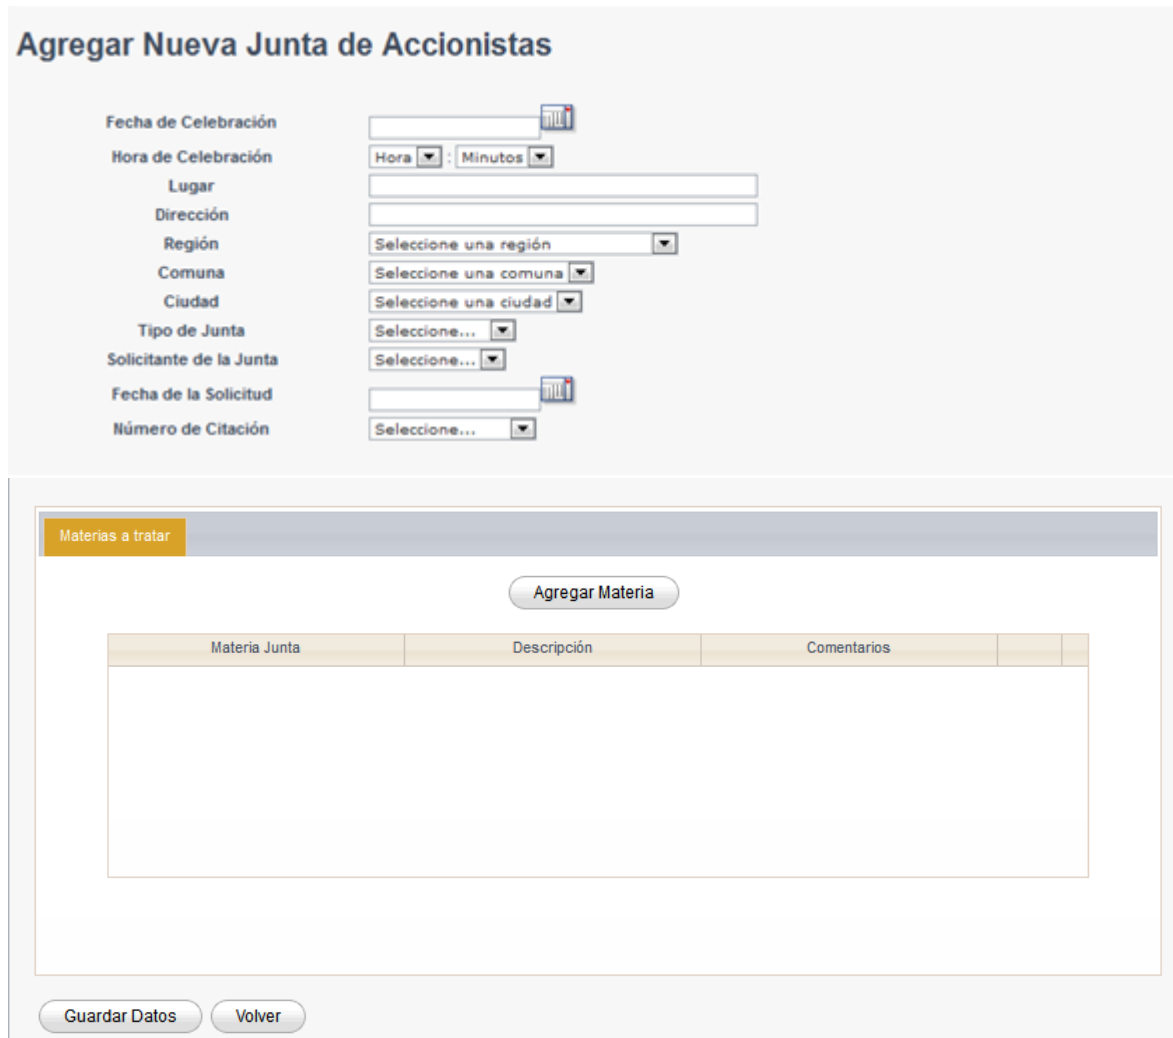 Agregar Nueva Junta de Accionistas
Fecha de Celebración
Hora de Celebración Hora : Minutos
Lugar
Dirección
Región Seleccione una región
Comuna Seleccione una comuna
Ciudad Seleccione una ciudad
Tipo de Junta Seleccione...
Solicitante de la Junta Seleccione...
Fecha de la Solicitud
Número de Citación Seleccione...
Materias a tratar
Agregar Materia
Materia Junta Descripción Comentarios
Guardar Datos Volver